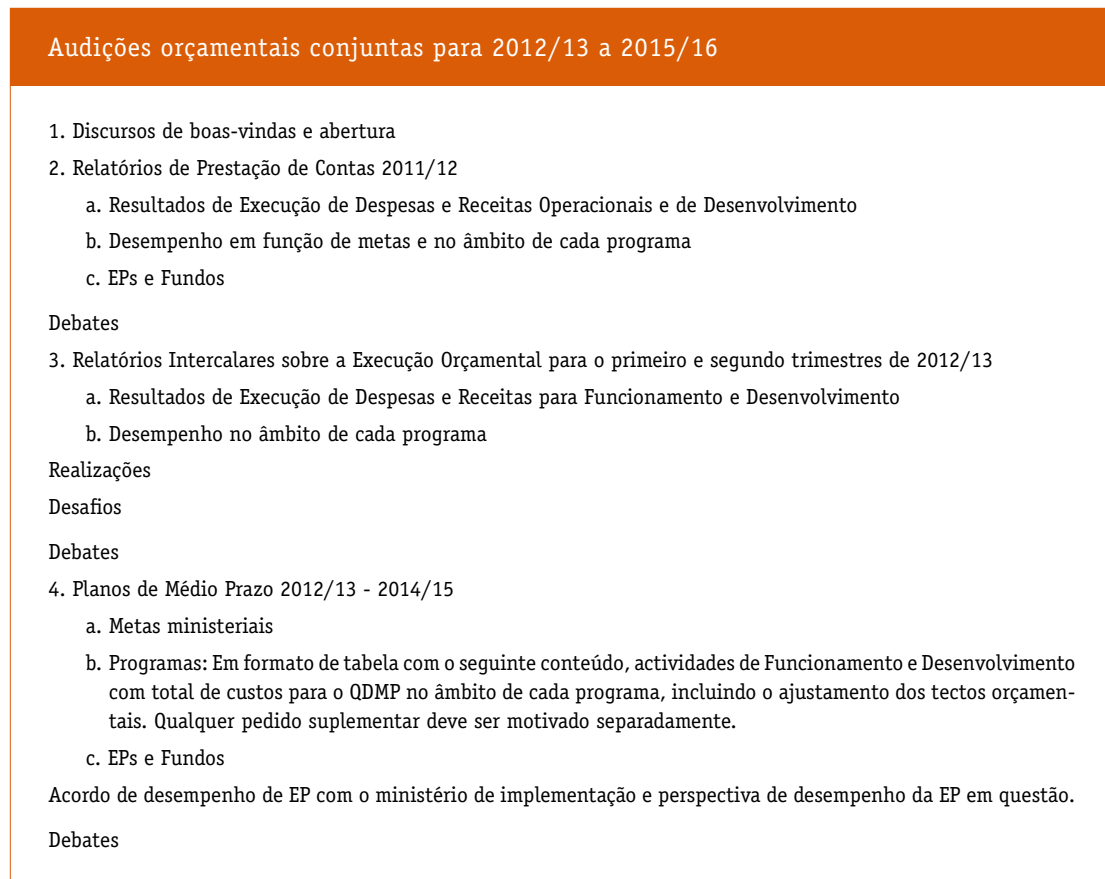 Audições orçamentais conjuntas para 2012/13 a 2015/16
1. Discursos de boas-vindas e abertura
2. Relatórios de Prestação de Contas 2011/12
a. Resultados de Execução de Despesas e Receitas Operacionais e de Desenvolvimento
b. Desempenho em função de metas e no âmbito de cada programa
c. EPs e Fundos
Debates
3. Relatórios Intercalares sobre a Execução Orçamental para o primeiro e segundo trimestres de 2012/13
a. Resultados de Execução de Despesas e Receitas para Funcionamento e Desenvolvimento
b. Desempenho no âmbito de cada programa
Realizações
Desafios
Debates
4. Planos de Médio Prazo 2012/13 - 2014/15
a. Metas ministeriais
b. Programas: Em formato de tabela com o seguinte conteúdo, actividades de Funcionamento e Desenvolvimento
com total de custos para o QDMP no âmbito de cada programa, incluindo o ajustamento dos tectos orçamen-
tais. Qualquer pedido suplementar deve ser motivado separadamente.
c. EPs e Fundos
Acordo de desempenho de EP com o ministério de implementação e perspectiva de desempenho da EP em questão.
Debates